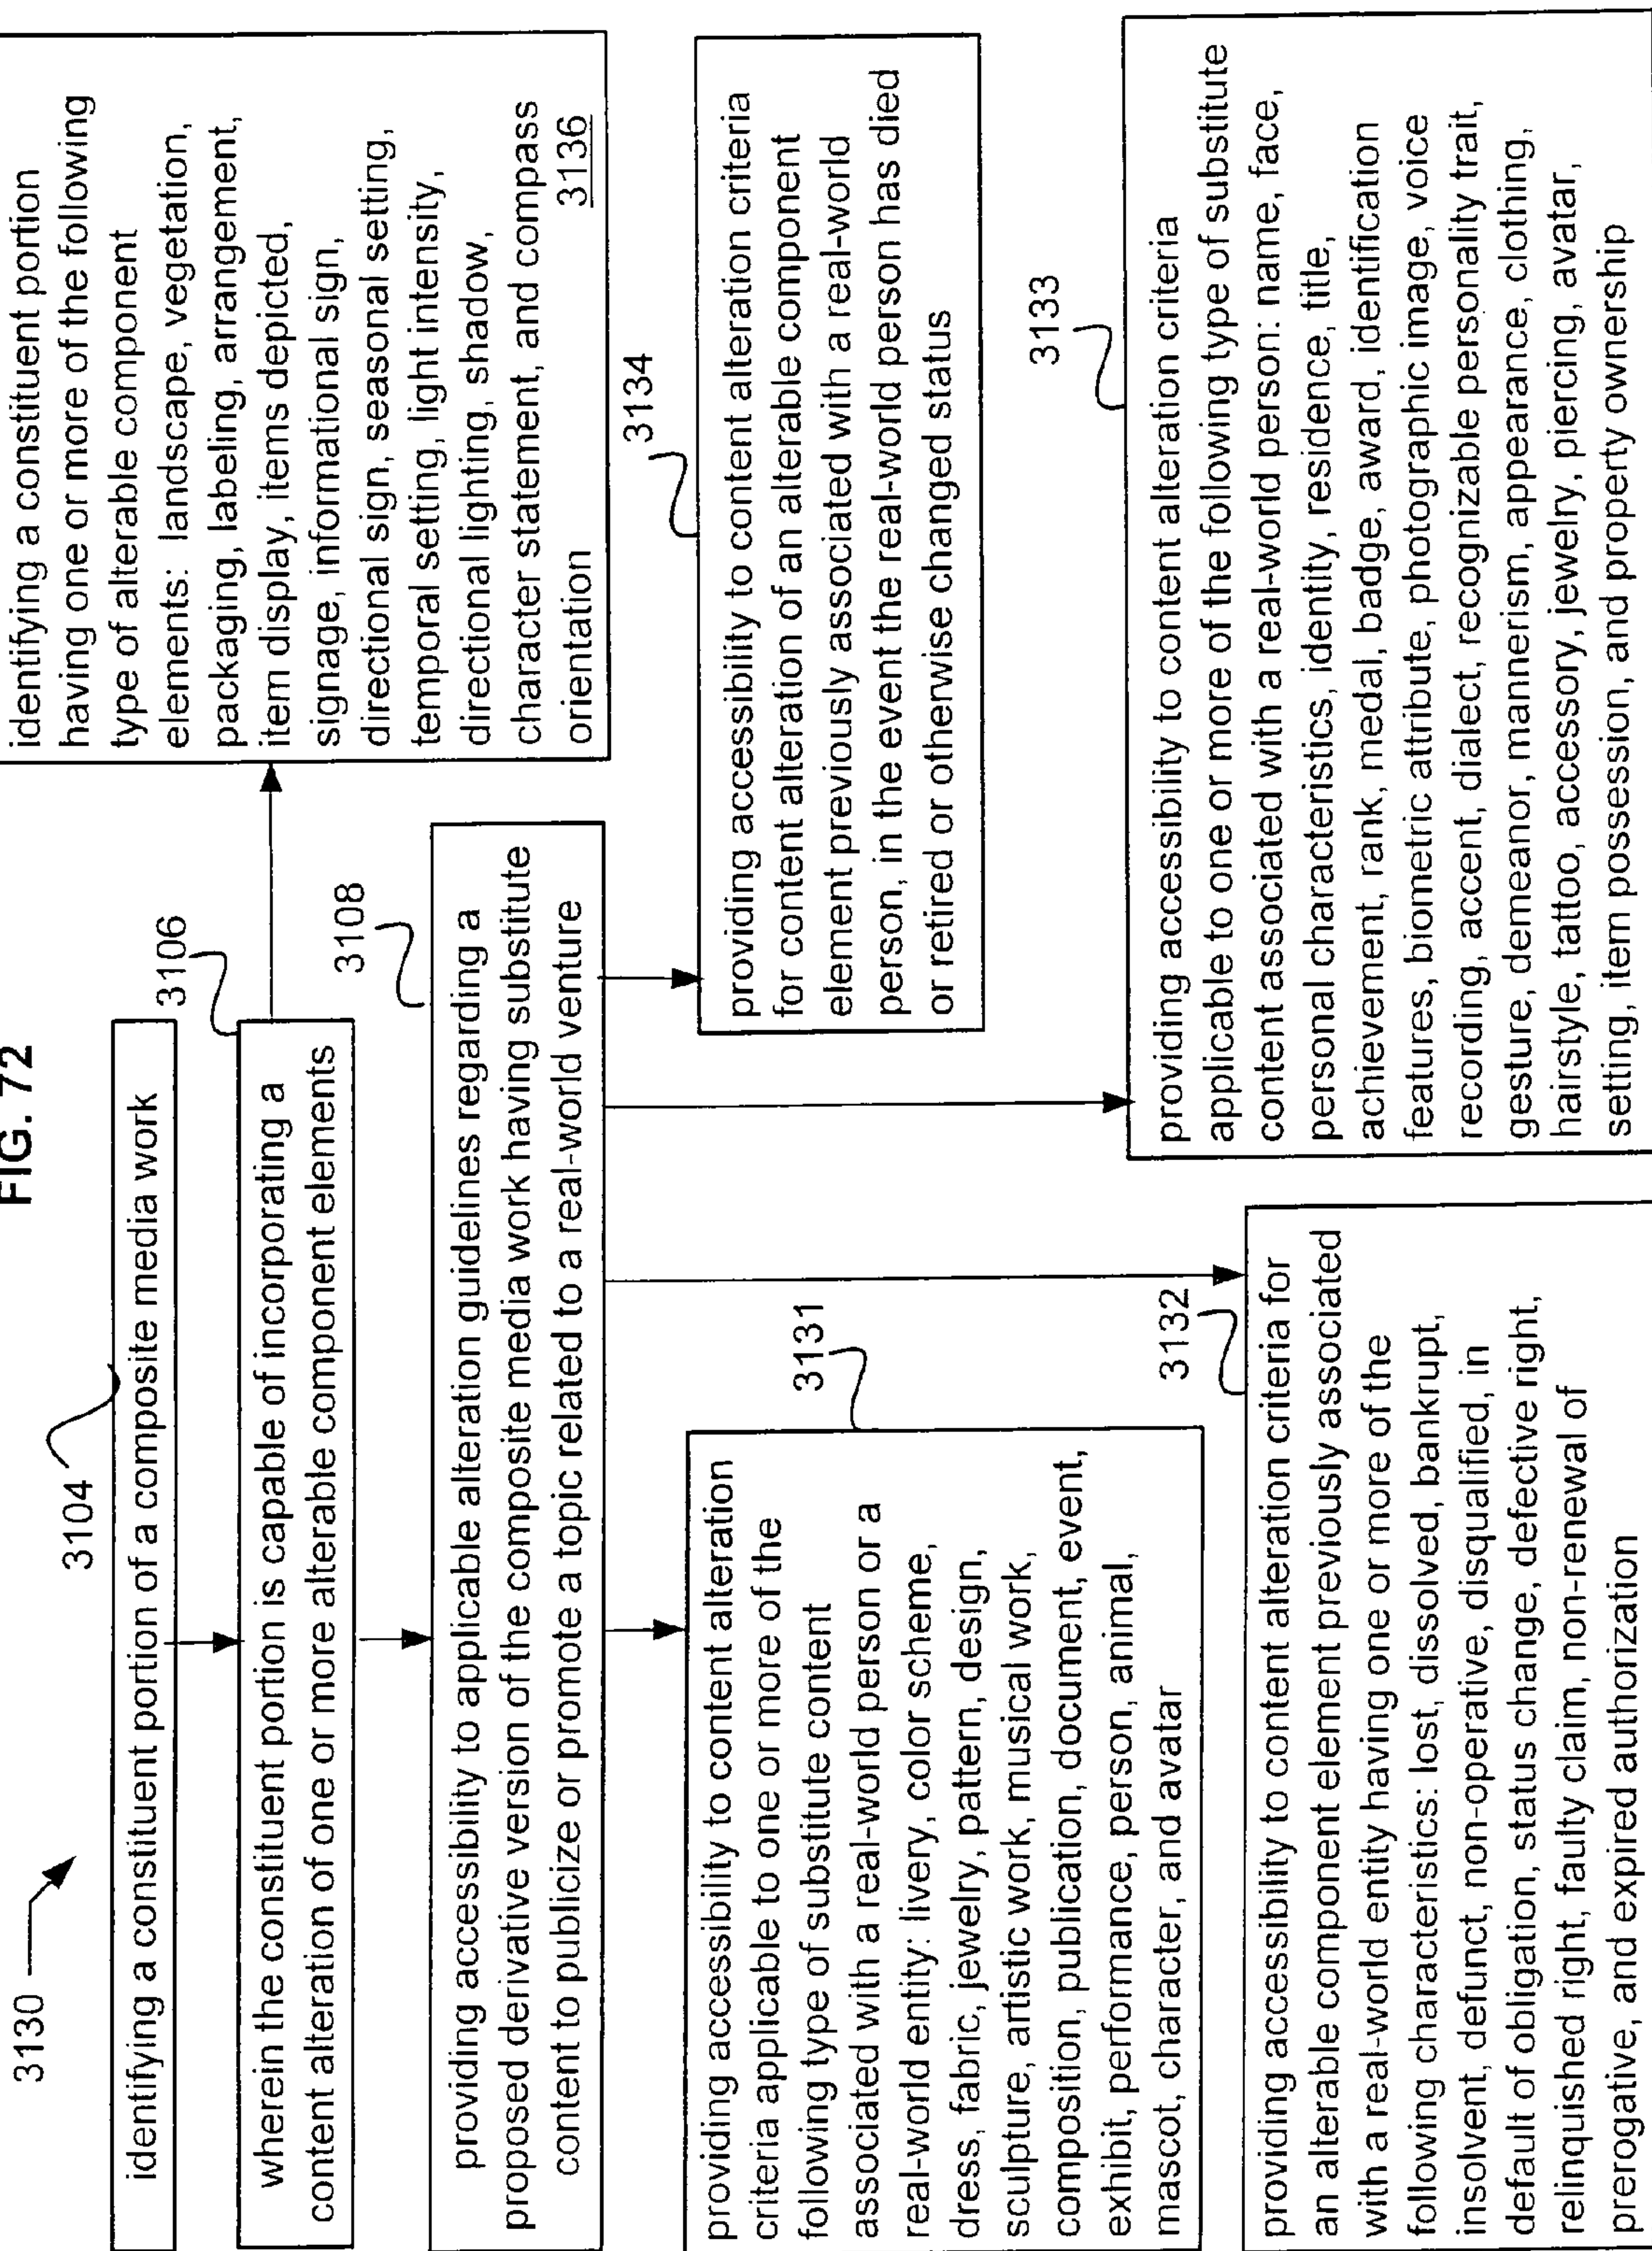 FIG. 72
3130
3104
identifying a constituent portion of a composite media work
3106
wherein the constituent portion is capable of incorporating a
content alteration of one or more alterable component elements
identifying a constituent portion
having one or more of the following
type of alterable component
elements: landscape, vegetation,
packaging, labeling, arrangement,
item display, items depicted,
signage, informational sign,
directional sign, seasonal setting,
temporal setting, light intensity,
directional lighting, shadow,
character statement, and compass
orientation 3136
3108
providing accessibility to applicable alteration guidelines regarding a
proposed derivative version of the composite media work having substitute
content to publicize or promote a topic related to a real-world venture
3131
providing accessibility to content alteration
criteria applicable to one or more of the
following type of substitute content
associated with a real-world person or a
real-world entity: livery, color scheme,
dress, fabric, jewelry, pattern, design,
sculpture, artistic work, musical work,
composition, publication, document, event,
exhibit, performance, person, animal,
mascot, character, and avatar
3134
providing accessibility to content alteration criteria
for content alteration of an alterable component
element previously associated with a real-world
person, in the event the real-world person has died
or retired or otherwise changed status
3132
providing accessibility to content alteration criteria for
an alterable component element previously associated
with a real-world entity having one or more of the
following characteristics: lost, dissolved, bankrupt,
insolvent, defunct, non-operative, disqualified, in
default of obligation, status change, defective right,
relinquished right, faulty claim, non-renewal of
prerogative, and expired authorization
3133
providing accessibility to content alteration criteria
applicable to one or more of the following type of substitute
content associated with a real-world person: name, face,
personal characteristics, identity, residence, title,
achievement, rank, medal, badge, award, identification
features, biometric attribute, photographic image, voice
recording, accent, dialect, recognizable personality trait,
gesture, demeanor, mannerism, appearance, clothing,
hairstyle, tattoo, accessory, jewelry, piercing, avatar,
setting, item possession, and property ownership